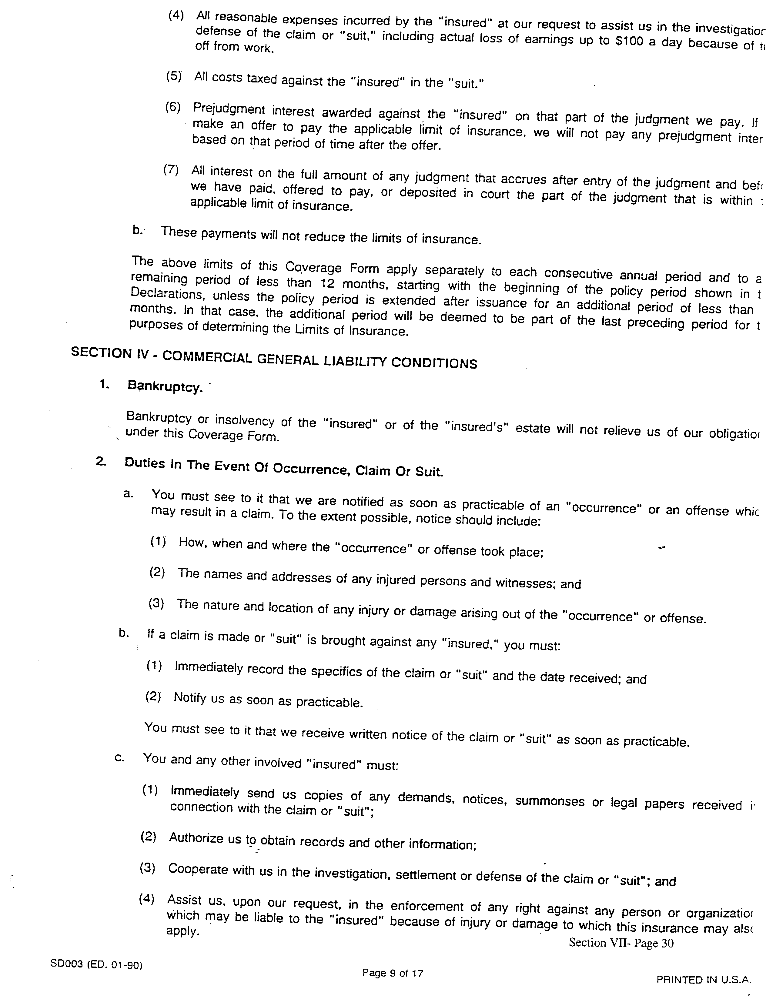 (4) All reasonable expenses incurred by the "insured" at our request to assist us in the investigation
defense of the claim or "suit," including actual loss of earnings up to $100 a day because of
off from work.
(5) All costs taxed against the "insured" in the "suit."
(6) Prejudgment interest awarded against the "insured" on that part of the judgment we pay. If
make an offer to pay the applicable limit of insurance, we will not pay any prejudgment inter
based on that period of time after the offer.
(7) All interest on the full amount of any judgment that accrues after entry of the judgment and bef
we have paid, offered to pay, or deposited in court the part of the judgment that is within
applicable limit of insurance.
b. These payments will not reduce the limits of insurance.
The above limits of this Coverage Form apply separately to each consecutive annual period and to a
remaining period of less than 12 months, starting with the beginning of the policy period shown in t
Declarations, unless the policy period is extended after issuance for an additional period of less than
months. In that case, the additional period will be deemed to be part of the last preceding period for t
purposes of determining the Limits of Insurance.
SECTION IV - COMMERCIAL GENERAL LIABILITY CONDITIONS
1. Bankruptcy.
Bankruptcy or insolvency of the "insured" or of the "insured's" estate will not relieve us of our obligation
under this Coverage Form.
2. Duties In The Event Of Occurrence, Claim Or Suit.
a. You must see to it that we are notified as soon as practicable of an "occurrence" or an offense whic
may result in a claim. To the extent possible, notice should include:
(1) How, when and where the "occurrence" or offense took place;
(2) The names and addresses of any injured persons and witnesses; and
(3) The nature and location of any injury or damage arising out of the "occurrence" or offense.
b. If a claim is made or "suit" is brought against any "insured," you must:
(1) Immediately record the specifics of the claim or "suit" and the date received; and
(2) Notify us as soon as practicable.
You must see to it that we receive written notice of the claim or "suit" as soon as practicable.
c. You and any other involved "insured" must:
(1) Immediately send us copies of any demands, notices, summonses or legal papers received i
connection with the claim or "suit";
(2) Authorize us to obtain records and other information;
(3) Cooperate with us in the investigation, settlement or defense of the claim or "suit"; and
(4) Assist us, upon our request, in the enforcement of any right against any person or organization
which may be liable to the "insured" because of injury or damage to which this insurance may als
apply.
Section VII- Page 30
SD003 (ED. 01-90)
Page 9 of 17
PRINTED IN U.S.A.